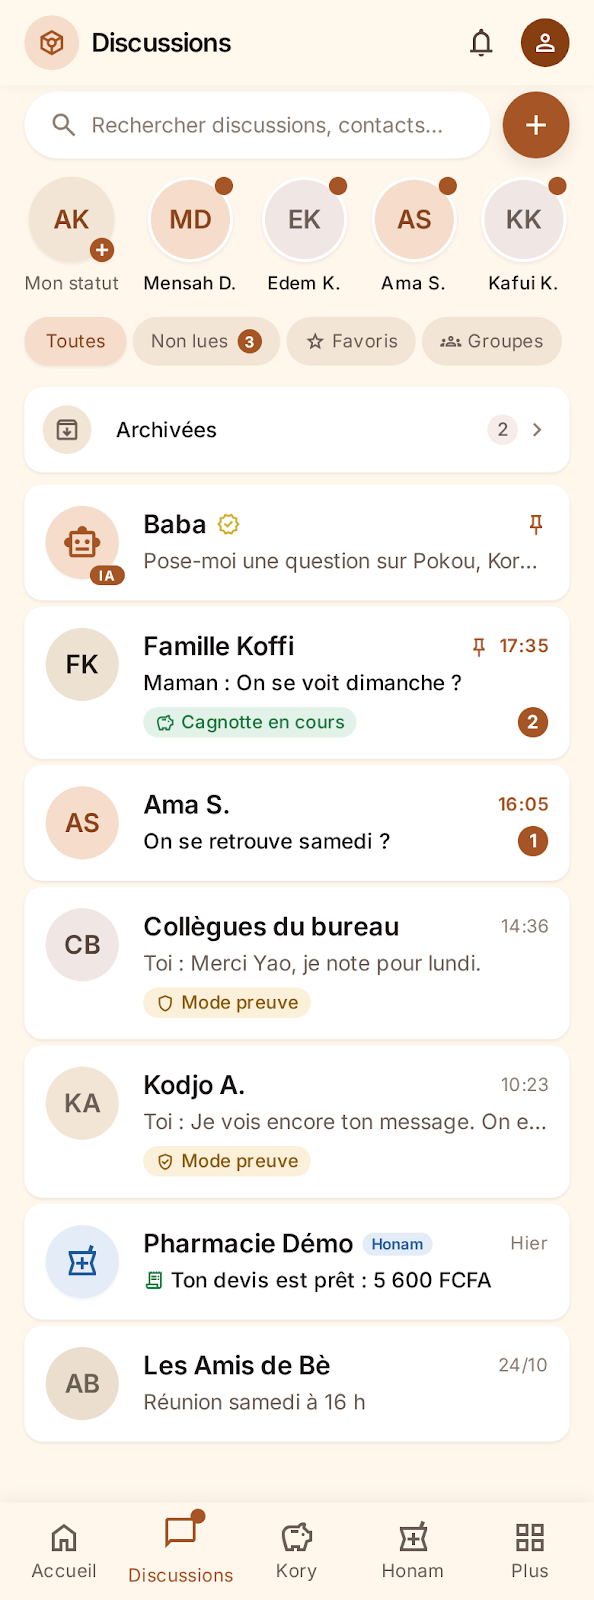 Discussions
Rechercher discussions, contacts...
AK MD EK AS KK
Mon statut Mensah D. Edem K. Ama S. Kafui K.
Toutes Non lues 3 Favoris Groupes
Archivées 2
Baba
IA
Pose-moi une question sur Pokou, Kor...
FK
Famille Koffi 17:35
Maman : On se voit dimanche ?
Cagnotte en cours 2
AS
Ama S. 16:05
On se retrouve samedi ? 1
CB
Collègues du bureau 14:36
Toi : Merci Yao, je note pour lundi.
Mode preuve
KA
Kodjo A. 10:23
Toi : Je vois encore ton message. On e...
Mode preuve
Pharmacie Démo Honam Hier
Ton devis est prêt : 5 600 FCFA
AB
Les Amis de Bè 24/10
Réunion samedi à 16 h
Accueil Discussions Kory Honam Plus